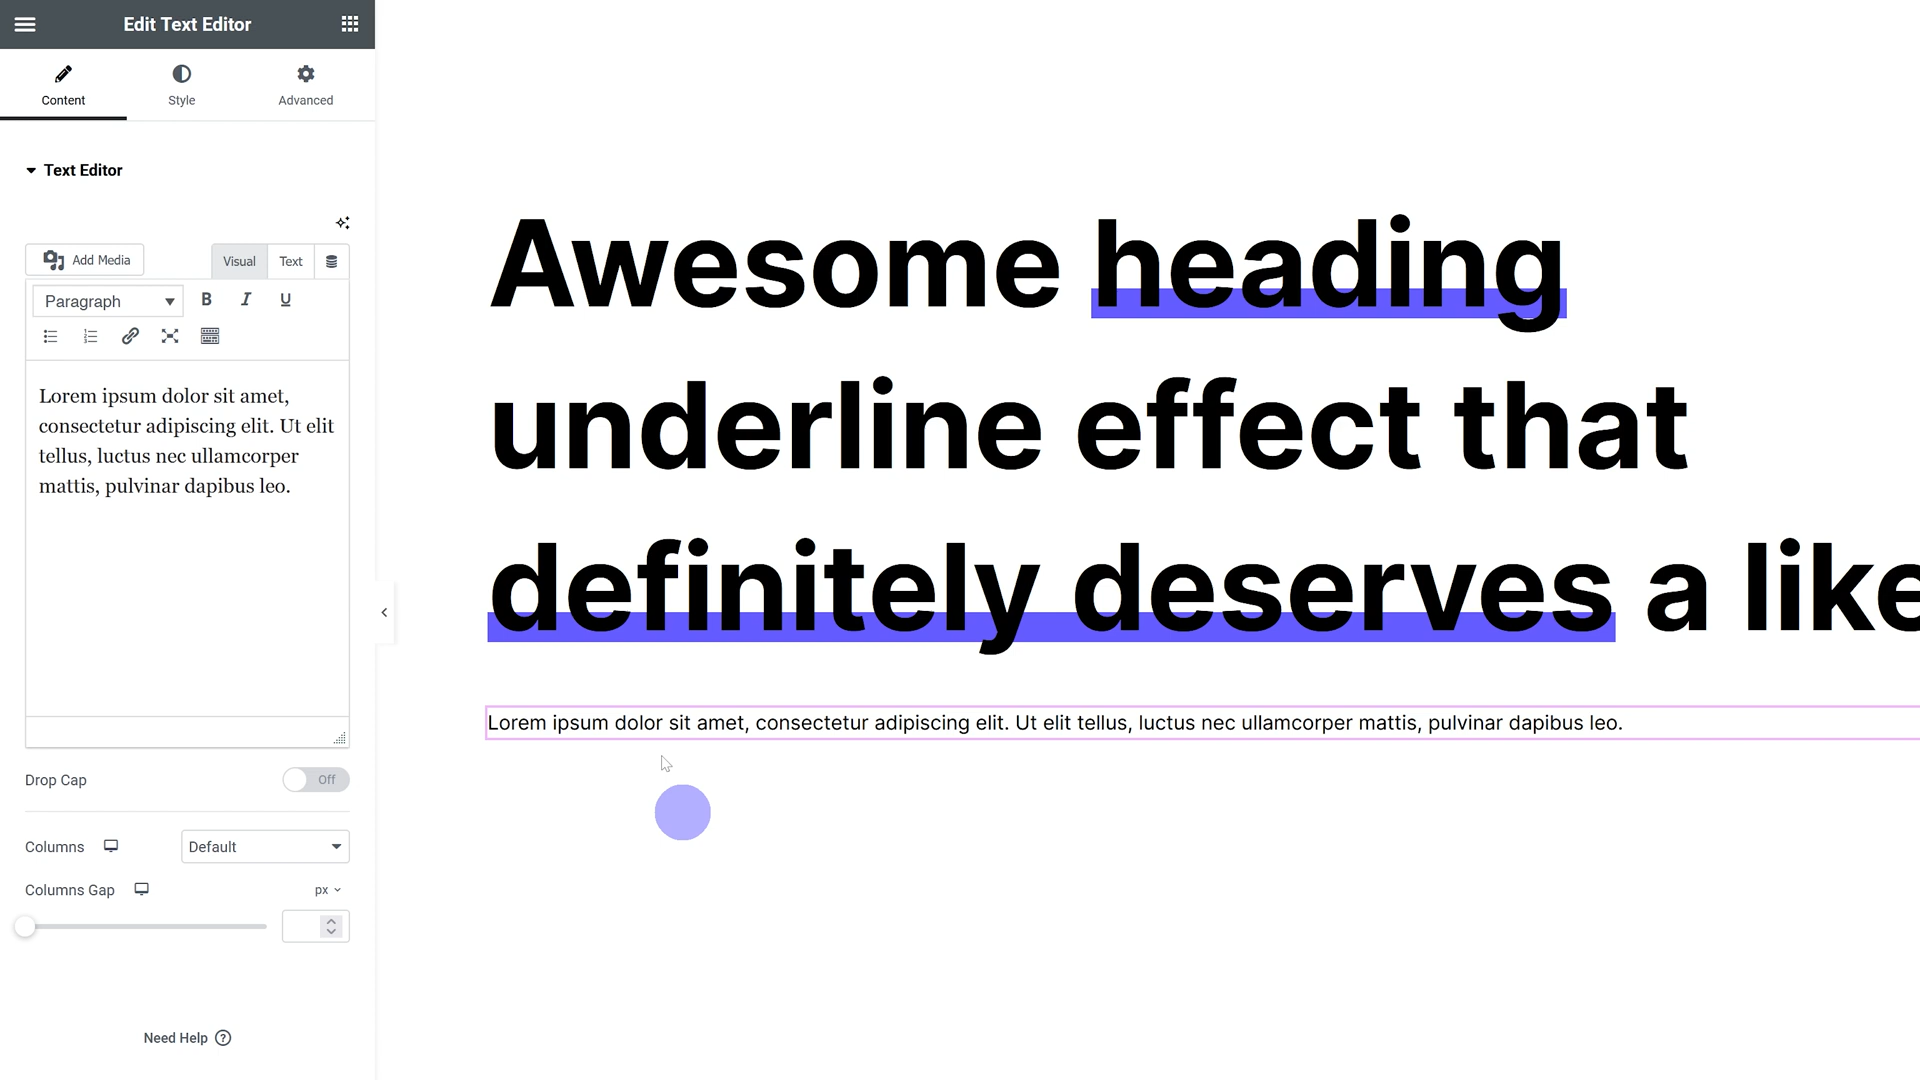 Edit Text Editor
Content
Style
Advanced
Text Editor
Add Media
Visual
Text
Paragraph
B
I
U
Lorem ipsum dolor sit amet,
consectetur adipiscing elit. Ut elit
tellus, luctus nec ullamcorper
mattis, pulvinar dapibus leo.
Drop Cap
Off
Columns
Default
Columns Gap
px
Need Help ?
Awesome heading
underline effect that
definitely deserves a like
Lorem ipsum dolor sit amet, consectetur adipiscing elit. Ut elit tellus, luctus nec ullamcorper mattis, pulvinar dapibus leo.